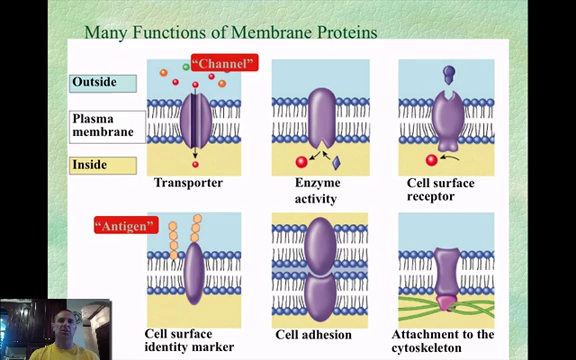 Many Functions of Membrane Proteins
"Channel"
Outside
Plasma
membrane
Inside
Transporter
Enzyme
activity
Cell surface
receptor
"Antigen"
Cell surface
identity marker
Cell adhesion
Attachment to the
cytoskeleton